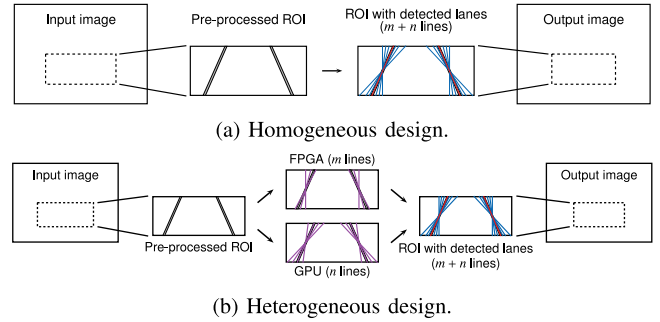 Input image
Pre-processed ROI
ROI with detected lanes
(m + n lines)
Output image
(a) Homogeneous design.
Input image
Pre-processed ROI
FPGA (m lines)
GPU (n lines)
ROI with detected lanes
(m + n lines)
Output image
(b) Heterogeneous design.